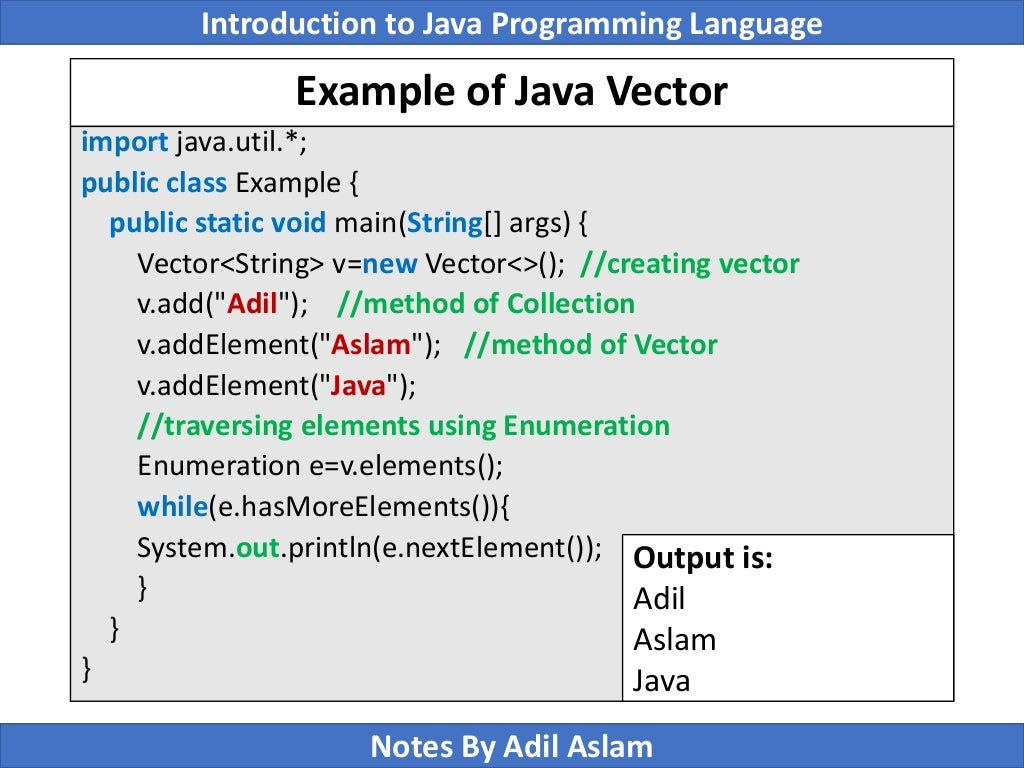 Introduction to Java Programming Language
Example of Java Vector
import java.util.*;
public class Example {
public static void main(String[] args) {
Vector<String> v=new Vector<>(); //creating vector
v.add("Adil"); //method of Collection
v.addElement("Aslam"); //method of Vector
v.addElement("Java");
//traversing elements using Enumeration
Enumeration e=v.elements();
while(e.hasMoreElements()){
System.out.println(e.nextElement());
}
}
}
Output is:
Adil
Aslam
Java
Notes By Adil Aslam